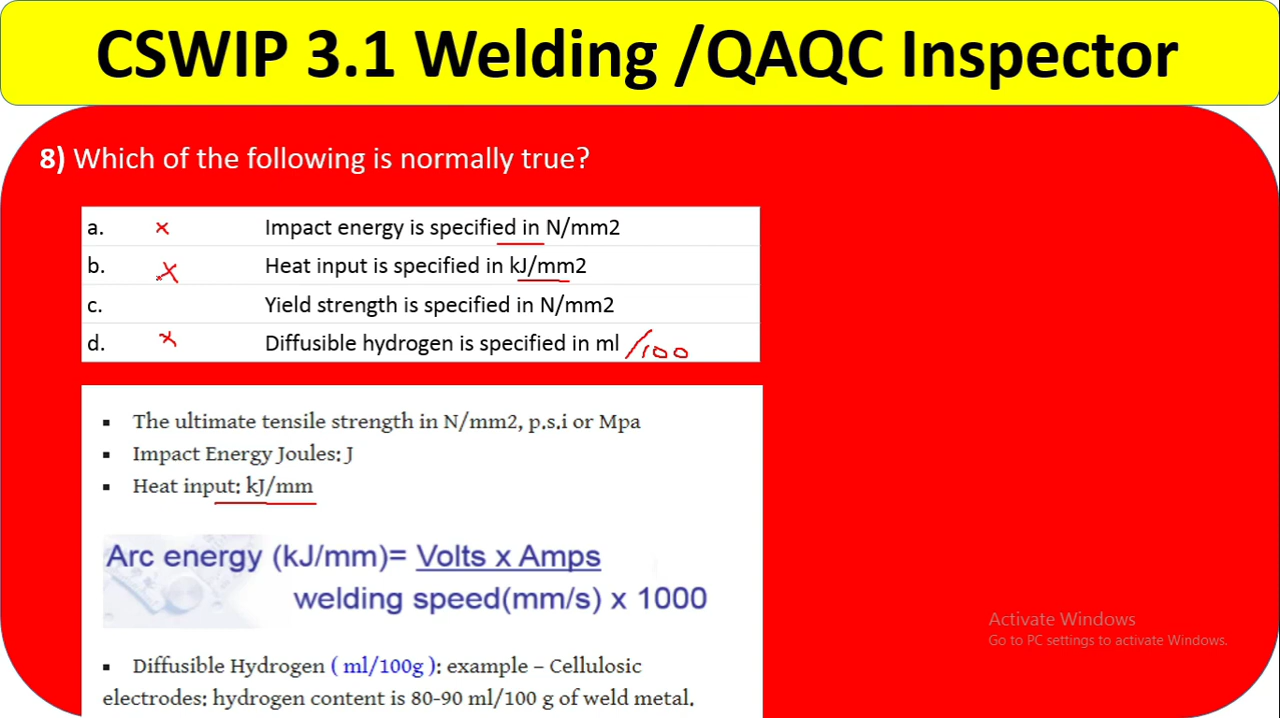 CSWIP 3.1 Welding /QAQC Inspector
8) Which of the following is normally true?
a. × Impact energy is specified in N/mm2
b. × Heat input is specified in kJ/mm2
c. Yield strength is specified in N/mm2
d. × Diffusible hydrogen is specified in ml /100
▪ The ultimate tensile strength in N/mm2, p.s.i or Mpa
▪ Impact Energy Joules: J
▪ Heat input: kJ/mm
Arc energy (kJ/mm)= Volts x Amps
welding speed(mm/s) x 1000
Activate Windows
Go to PC settings to activate Windows.
▪ Diffusible Hydrogen ( ml/100g ): example – Cellulosic
electrodes: hydrogen content is 80-90 ml/100 g of weld metal.